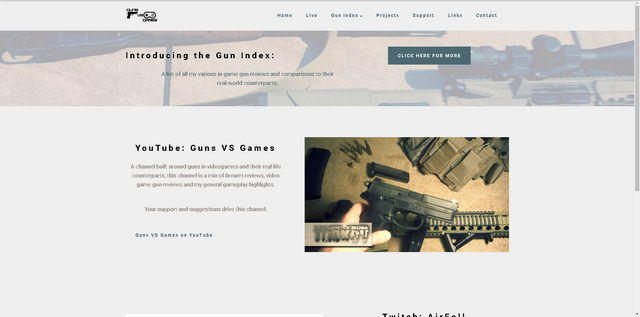 GUNS
VS
GAMES
Home Live Gun Index Projects Support Links Contact
Introducing the Gun Index:
CLICK HERE FOR MORE
A list of all my various in-game gun reviews and comparisons to their
real-world counterparts.
YouTube: Guns VS Games
A channel built around guns in videogames and their real-life
counterparts, this channel is a mix of firearm reviews, video
game gun reviews and my general gameplay highlights.
Your support and suggestions drive this channel.
Guns VS Games on YouTube